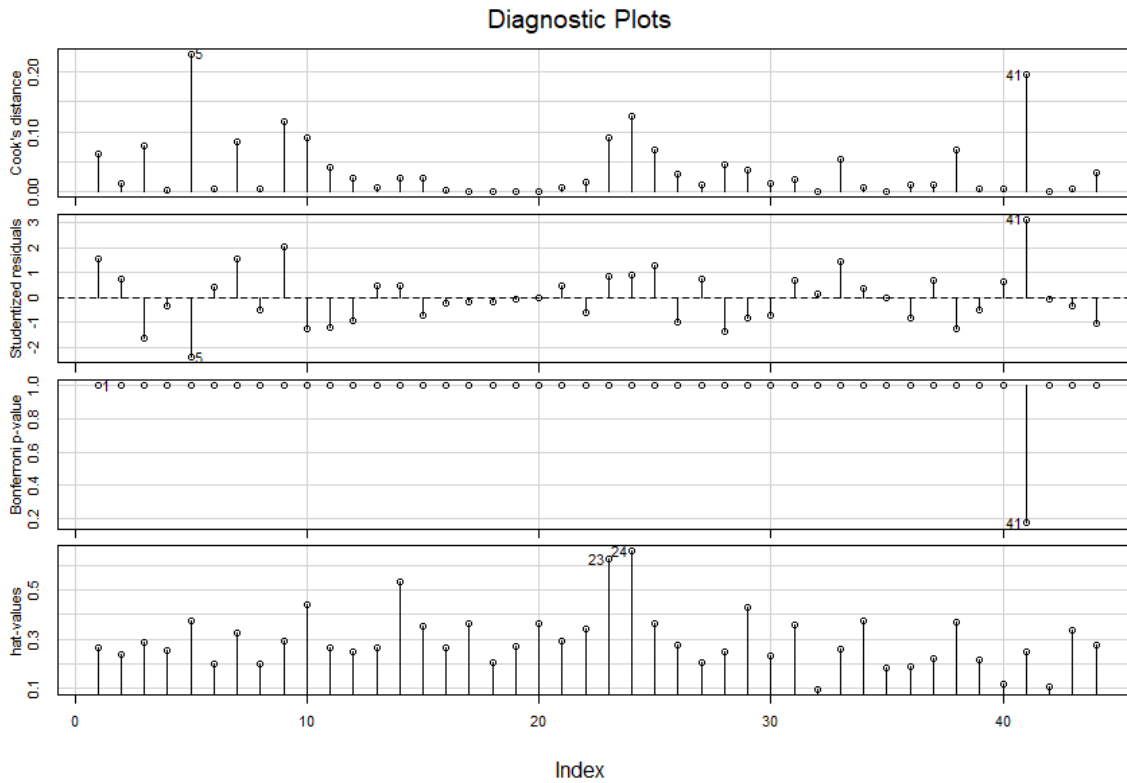 Diagnostic Plots
Cook's distance
0.00 0.10 0.20
5
41
Studentized residuals
-2 -1 0 1 2 3
5
41
Bonferroni p-value
0.2 0.4 0.6 0.8 1.0
1
41
hat-values
0.1 0.3 0.5
23
24
0 10 20 30 40
Index